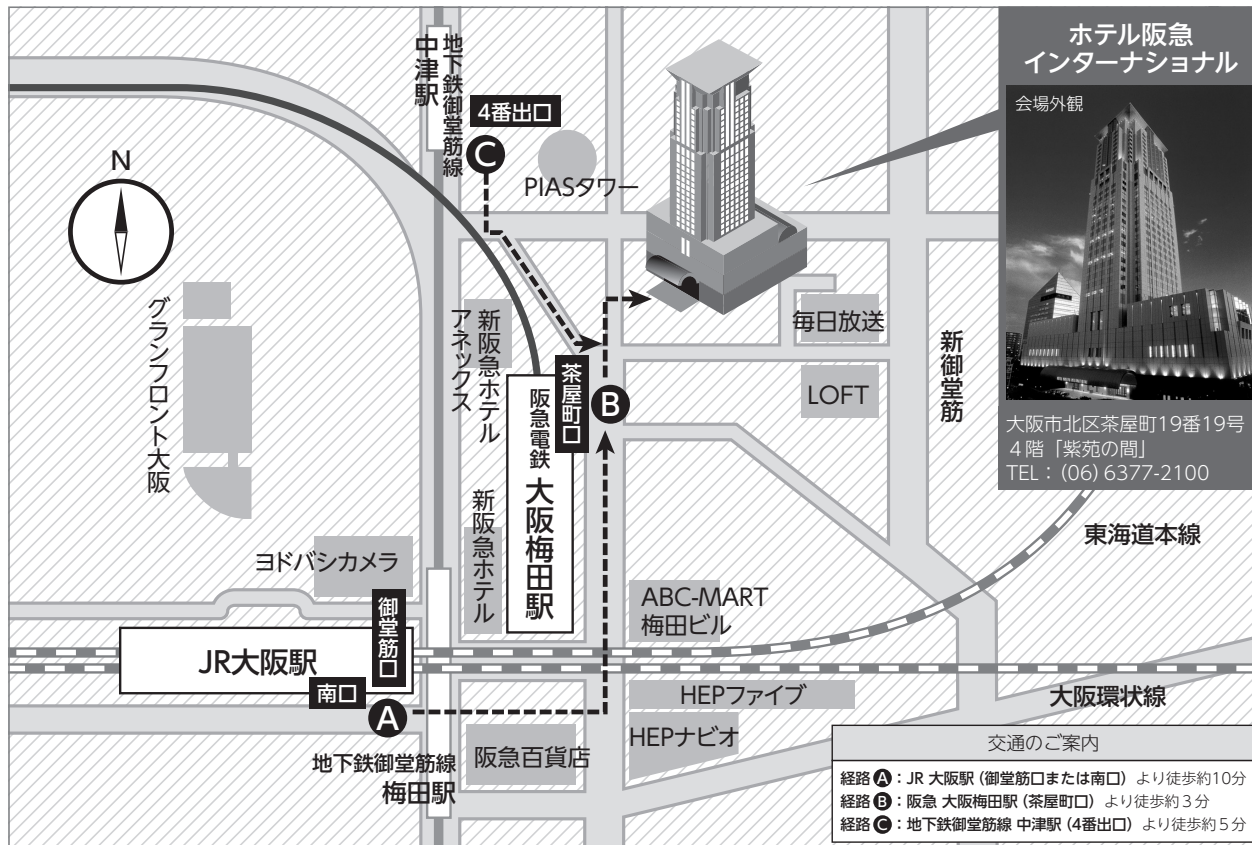 ホテル阪急
インターナショナル
会場外観
大阪市北区茶屋町19番19号
4階「紫苑の間」
TEL：(06) 6377-2100
地下鉄御堂筋線
中津駅
4番出口
C
PIASタワー
N
グランフロント大阪
新阪急ホテル
アネックス
茶屋町口
B
阪急電鉄
大阪梅田駅
毎日放送
LOFT
新御堂筋
新阪急ホテル
ヨドバシカメラ
御堂筋口
JR大阪駅
南口
A
ABC-MART
梅田ビル
東海道本線
HEPファイブ
大阪環状線
HEPナビオ
阪急百貨店
地下鉄御堂筋線
梅田駅
交通のご案内
経路A：JR 大阪駅（御堂筋口または南口）より徒歩約10分
経路B：阪急 大阪梅田駅（茶屋町口）より徒歩約３分
経路C：地下鉄御堂筋線 中津駅（4番出口）より徒歩約５分